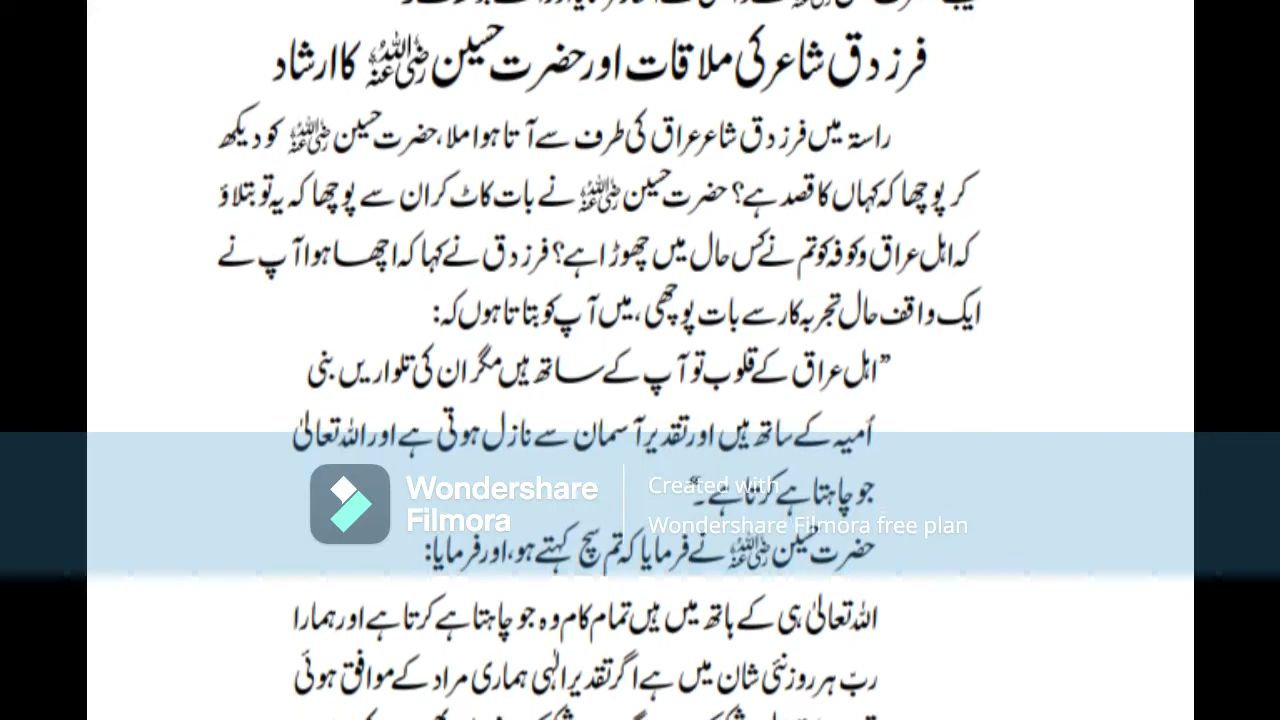 فرزدق شاعر کی ملاقات اور حضرت حسین رضی اللہ عنہ کا ارشاد
راستہ میں فرزدق شاعر عراق کی طرف سے آتا ہوا ملا، حضرت حسین رضی اللہ عنہ کو دیکھ
کر پوچھا کہ کہاں کا قصد ہے؟ حضرت حسین رضی اللہ عنہ نے بات کاٹ کر ان سے پوچھا کہ یہ تو بتلاؤ
کہ اہل عراق و کوفہ کو تم نے کس حال میں چھوڑا ہے؟ فرزدق نے کہا کہ اچھا ہوا آپ نے
ایک واقف حال تجربہ کار سے بات پوچھی، میں آپ کو بتاتا ہوں کہ:
”اہل عراق کے قلوب تو آپ کے ساتھ ہیں مگر ان کی تلواریں بنی
اُمیہ کے ساتھ ہیں اور تقدیر آسمان سے نازل ہوتی ہے اور اللہ تعالیٰ
جو چاہتا ہے کرتا ہے۔“
Wondershare
Filmora
Created with
Wondershare Filmora free plan
حضرت حسین رضی اللہ عنہ نے فرمایا کہ تم سچ کہتے ہو، اور فرمایا:
اللہ تعالیٰ ہی کے ہاتھ میں ہیں تمام کام وہ جو چاہتا ہے کرتا ہے اور ہمارا
ربّ ہر روز نئی شان میں ہے اگر تقدیر الٰہی ہماری مراد کے موافق ہوئی